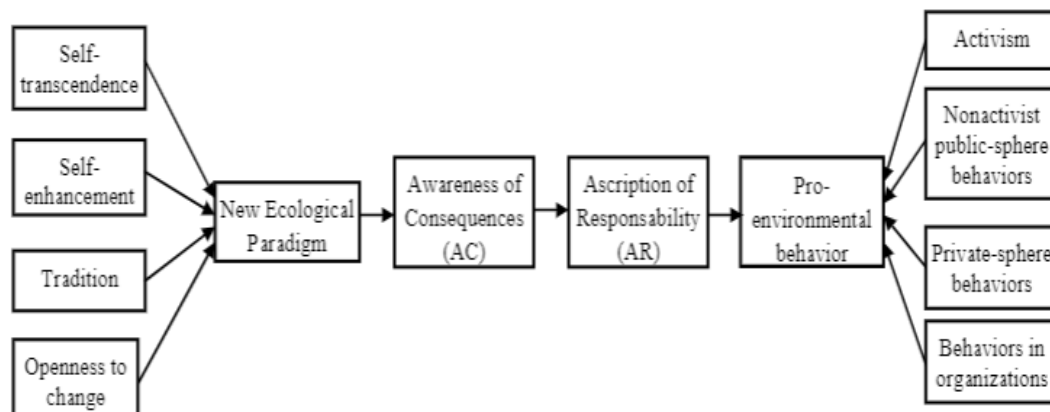 Self-
transcendence
Self-
enhancement
Tradition
Openness to
change
New Ecological
Paradigm
Awareness of
Consequences
(AC)
Ascription of
Responsability
(AR)
Pro-
environmental
behavior
Activism
Nonactivist
public-sphere
behaviors
Private-sphere
behaviors
Behaviors in
organizations